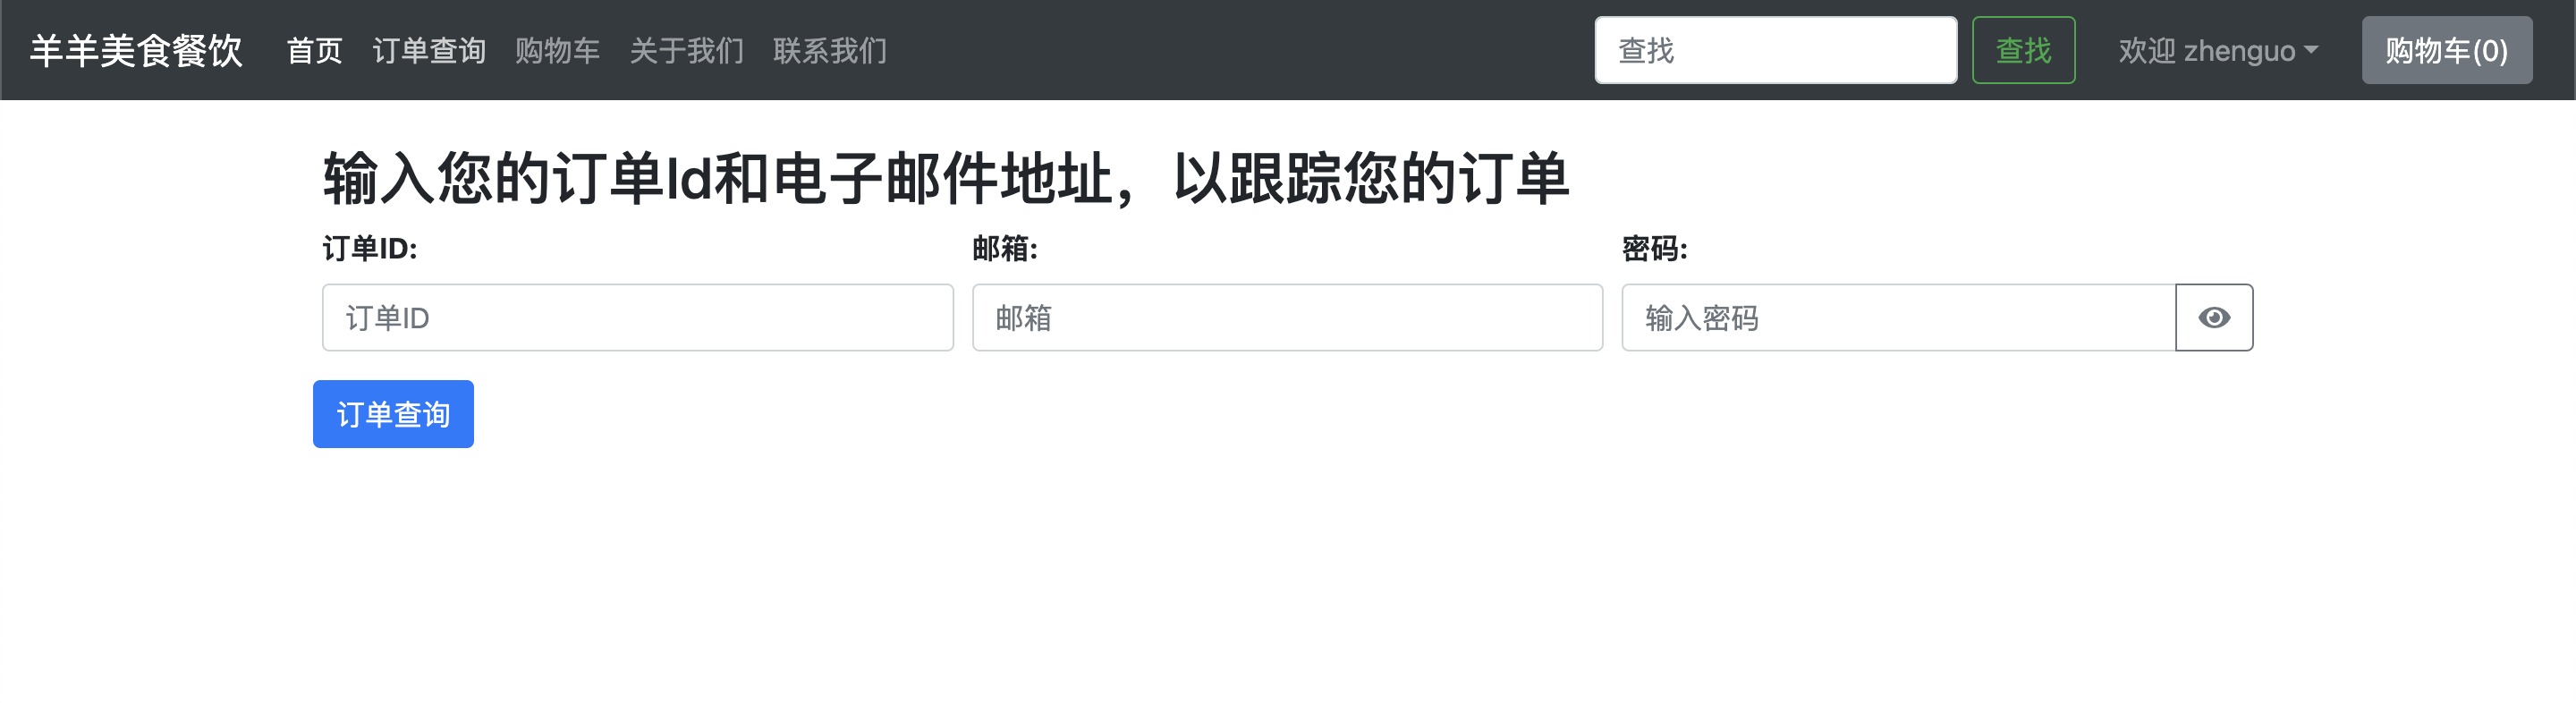 羊羊美食餐饮 首页 订单查询 购物车 关于我们 联系我们 查找 查找 欢迎 zhenguo 购物车(0)
输入您的订单Id和电子邮件地址，以跟踪您的订单
订单ID: 邮箱: 密码:
订单ID 邮箱 输入密码
订单查询